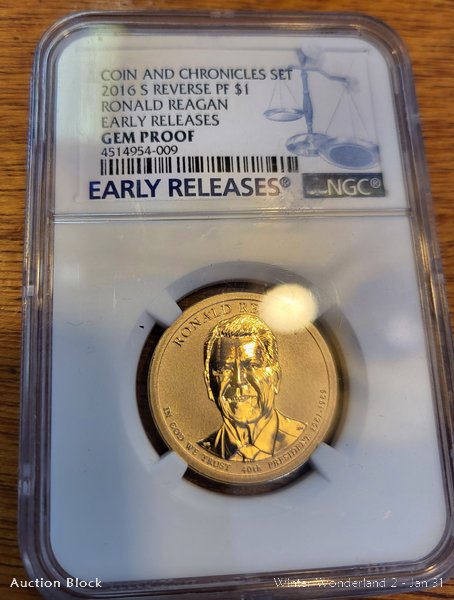 COIN AND CHRONICLES SET
2016 S REVERSE PF $1
RONALD REAGAN
EARLY RELEASES
GEM PROOF
4514954-009
EARLY RELEASES®
NGC®
RONALD RE
IN GOD WE TRUST 40th PRESIDENT 1981-1989
Auction Block
Winter Wonderland 2 - Jan 31